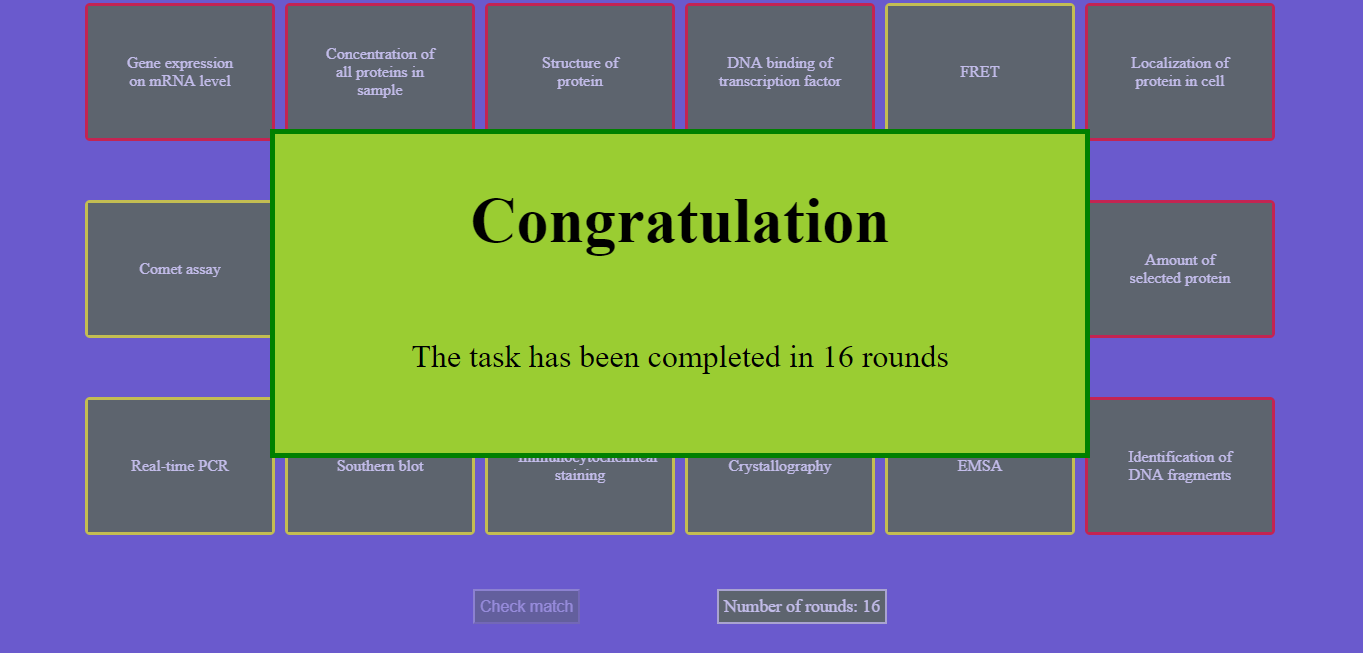 Gene expression
on mRNA level
Concentration of
all proteins in
sample
Structure of
protein
DNA binding of
transcription factor
FRET
Localization of
protein in cell
Congratulation
The task has been completed in 16 rounds
Comet assay
Amount of
selected protein
Real-time PCR
Southern blot
Immunocytochemical
staining
Crystallography
EMSA
Identification of
DNA fragments
Check match
Number of rounds: 16